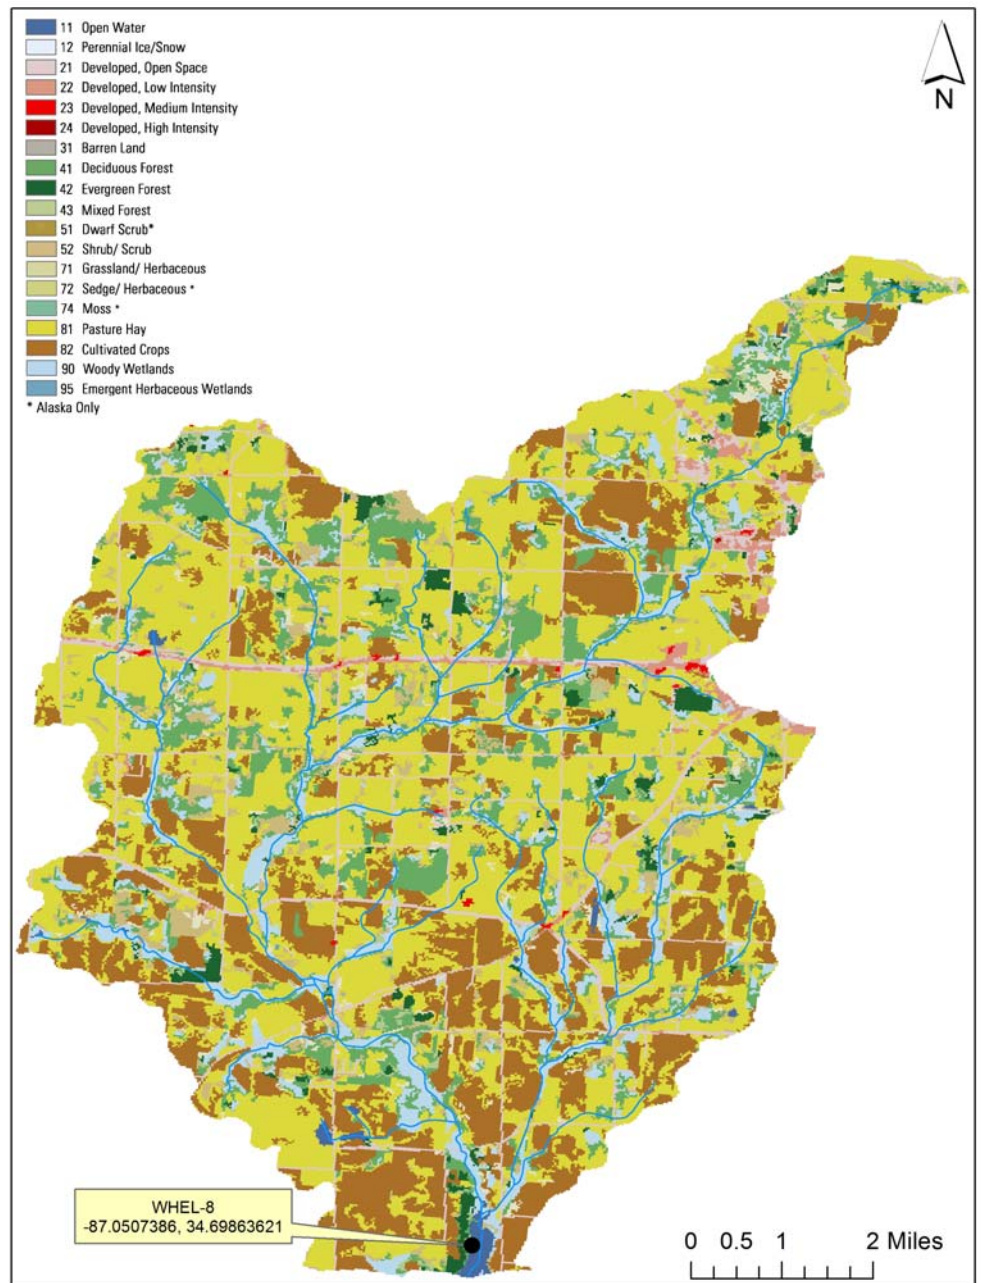 11 Open Water
12 Perennial Ice/Snow
21 Developed, Open Space
22 Developed, Low Intensity
23 Developed, Medium Intensity
24 Developed, High Intensity
31 Barren Land
41 Deciduous Forest
42 Evergreen Forest
43 Mixed Forest
51 Dwarf Scrub*
52 Shrub/ Scrub
71 Grassland/ Herbaceous
72 Sedge/ Herbaceous *
74 Moss *
81 Pasture Hay
82 Cultivated Crops
90 Woody Wetlands
95 Emergent Herbaceous Wetlands
* Alaska Only
N
WHEL-8
-87.0507386, 34.69863621
0 0.5 1 2 Miles